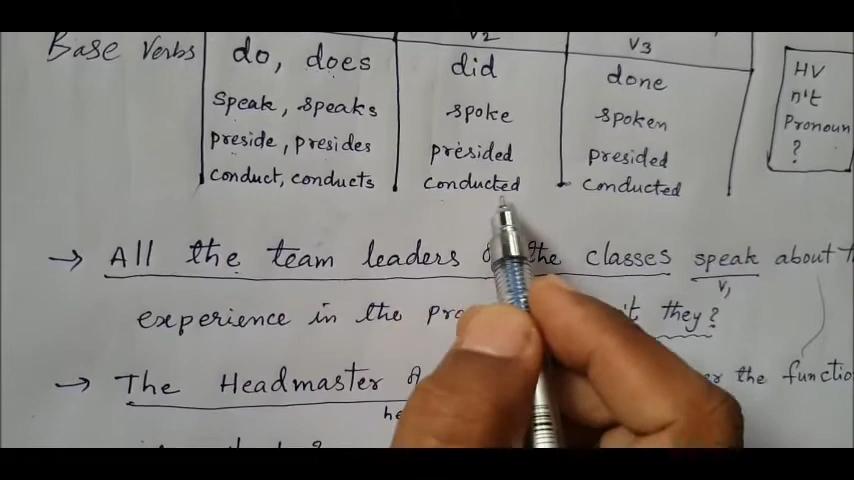 V2
V3
Base Verbs do, does did done
Speak, speaks spoke spoken
preside, presides presided presided
conduct, conducts conducted conducted
HV
n't
Pronoun
?
→ All the team leaders the classes speak about
V1
experience in the they?
→ The Headmaster the